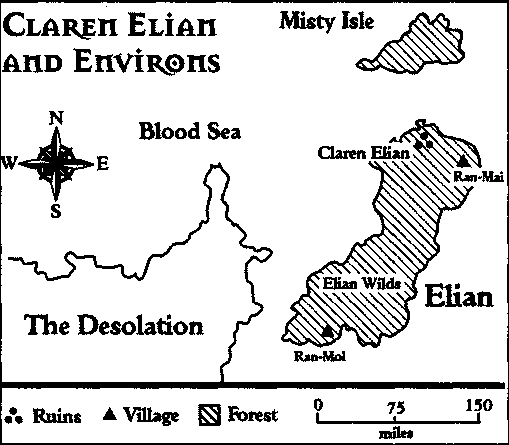 CLAREN ELIAN
AND ENVIRONS
Misty Isle
N
W E
S
Blood Sea
Claren Elian
Ran-Mai
Elian Wilds
Elian
The Desolation
Ran-Mol
Ruins Village Forest
0 75 150
miles